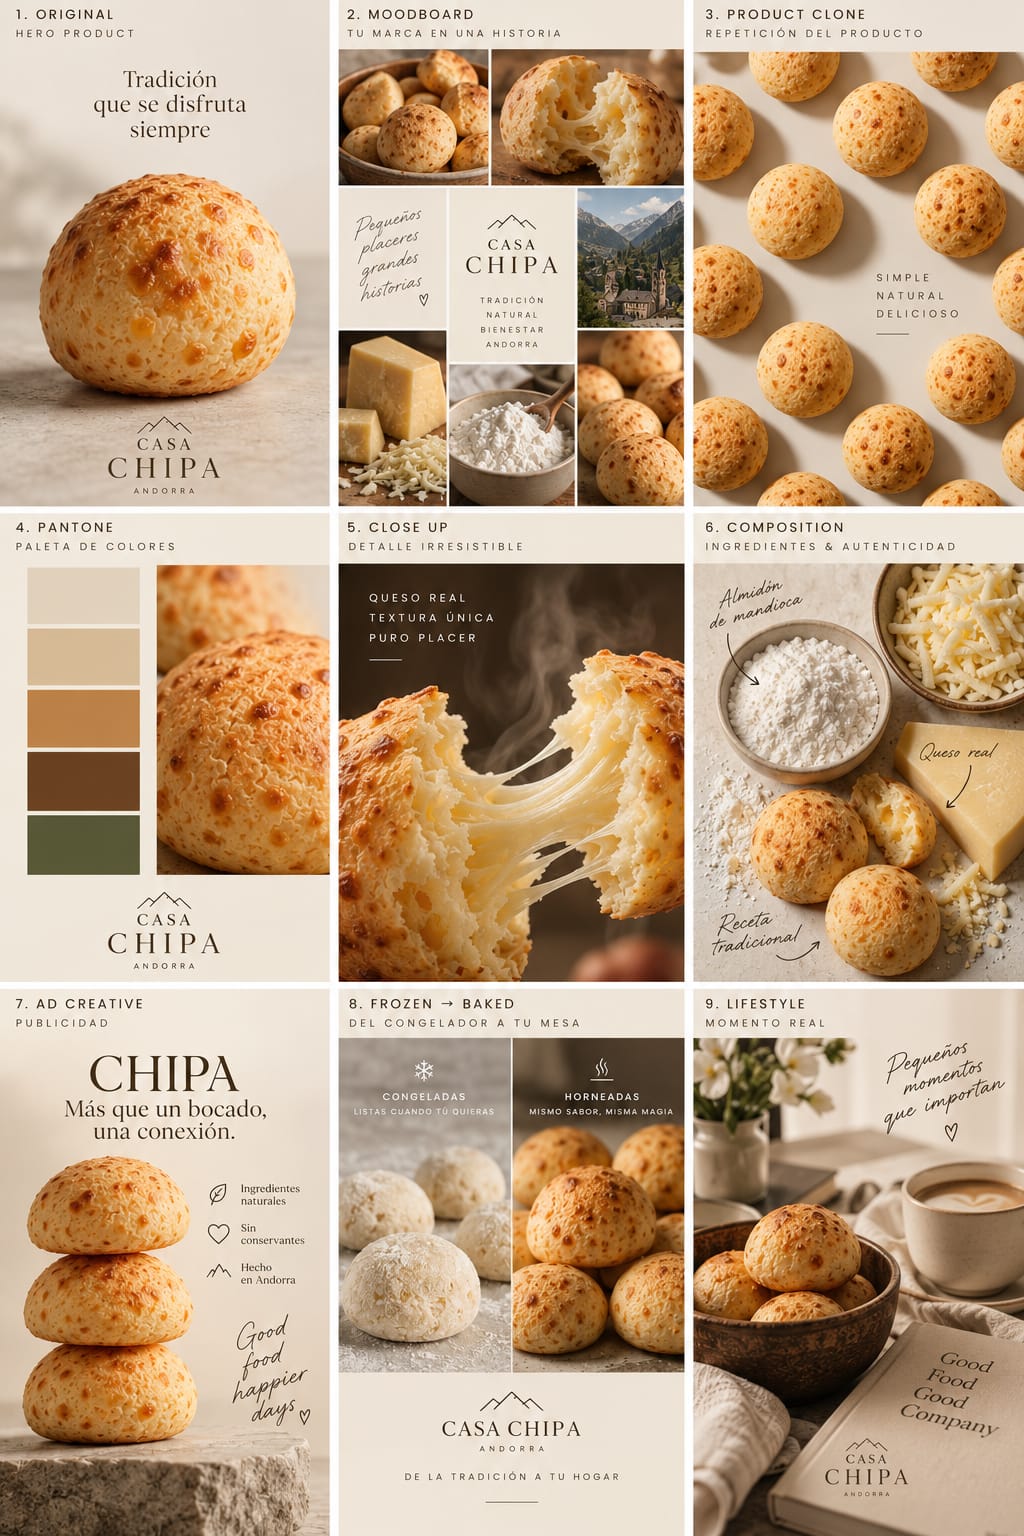 1. ORIGINAL
HERO PRODUCT
Tradición
que se disfruta
siempre
CASA
CHIPA
ANDORRA
2. MOODBOARD
TU MARCA EN UNA HISTORIA
Pequeños
placeres
grandes
historias
CASA
CHIPA
TRADICIÓN
NATURAL
BIENESTAR
ANDORRA
3. PRODUCT CLONE
REPETICIÓN DEL PRODUCTO
SIMPLE
NATURAL
DELICIOSO
4. PANTONE
PALETA DE COLORES
CASA
CHIPA
ANDORRA
5. CLOSE UP
DETALLE IRRESISTIBLE
QUESO REAL
TEXTURA ÚNICA
PURO PLACER
6. COMPOSITION
INGREDIENTES & AUTENTICIDAD
Almidón
de mandioca
Queso real
Receta
tradicional
7. AD CREATIVE
PUBLICIDAD
CHIPA
Más que un bocado,
una conexión.
Ingredientes
naturales
Sin
conservantes
Hecho
en Andorra
Good
food
happier
days
8. FROZEN → BAKED
DEL CONGELADOR A TU MESA
CONGELADAS
LISTAS CUANDO TÚ QUIERAS
HORNEADAS
MISMO SABOR, MISMA MAGIA
CASA CHIPA
ANDORRA
DE LA TRADICIÓN A TU HOGAR
9. LIFESTYLE
MOMENTO REAL
Pequeños
momentos
que importan
Good
Food
Good
Company
CASA
CHIPA
ANDORRA